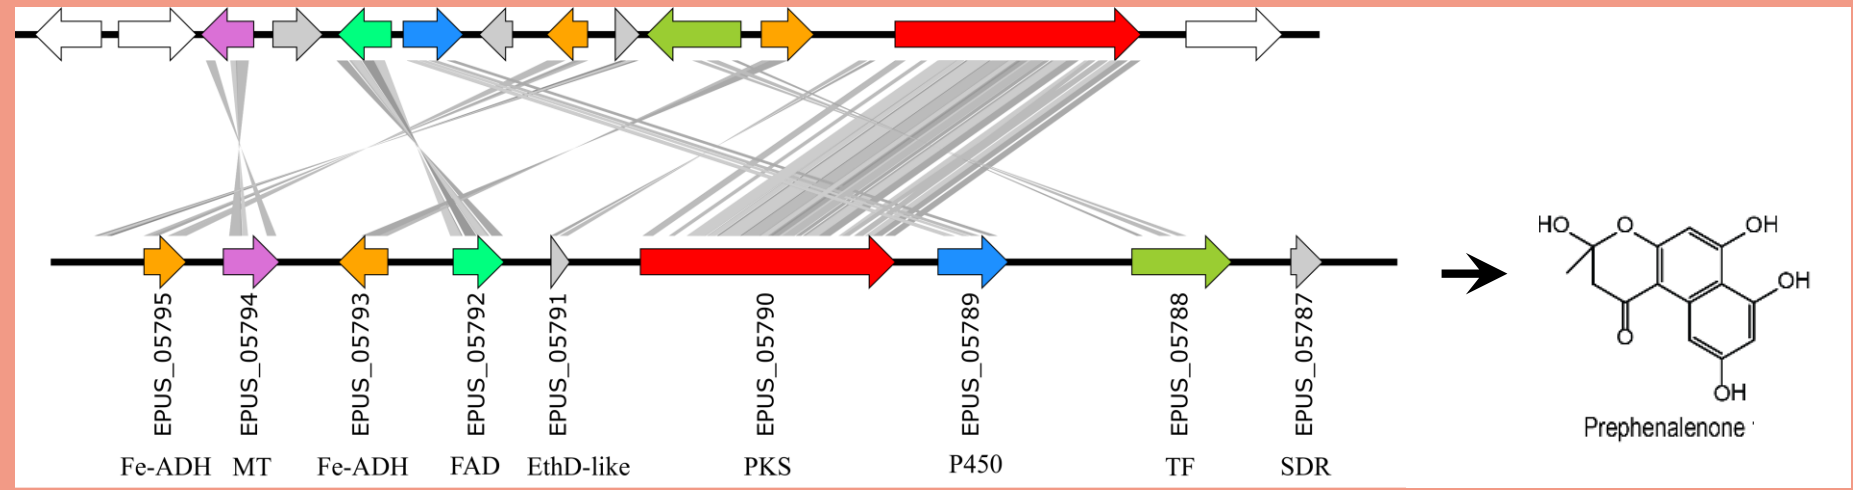 EPUS_05795 EPUS_05794 EPUS_05793 EPUS_05792 EPUS_05791 EPUS_05790 EPUS_05789 EPUS_05788 EPUS_05787
Fe-ADH MT Fe-ADH FAD EthD-like PKS P450 TF SDR
HO O OH
OH
O
OH
Prephenalenone